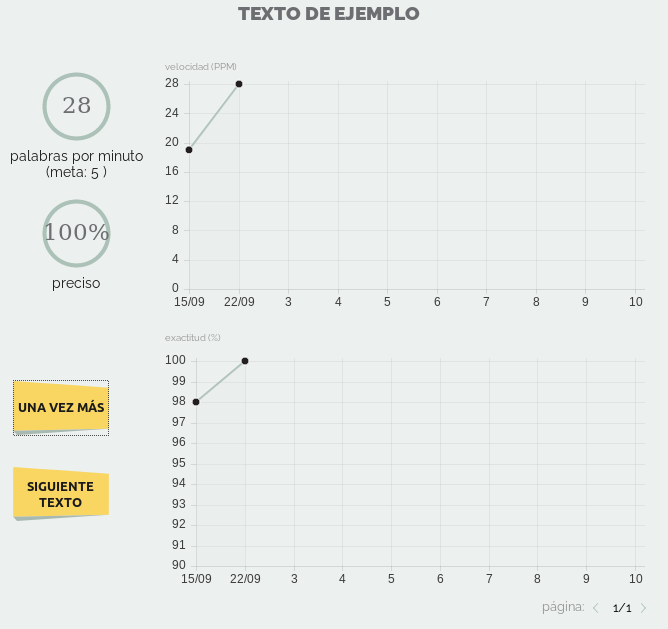 TEXTO DE EJEMPLO
28
palabras por minuto
(meta: 5 )
100%
preciso
UNA VEZ MÁS
SIGUIENTE
TEXTO
velocidad (PPM)
28
24
20
16
12
8
4
0
15/09 22/09 3 4 5 6 7 8 9 10
exactitud (%)
100
99
98
97
96
95
94
93
92
91
90
15/09 22/09 3 4 5 6 7 8 9 10
página: 1/1